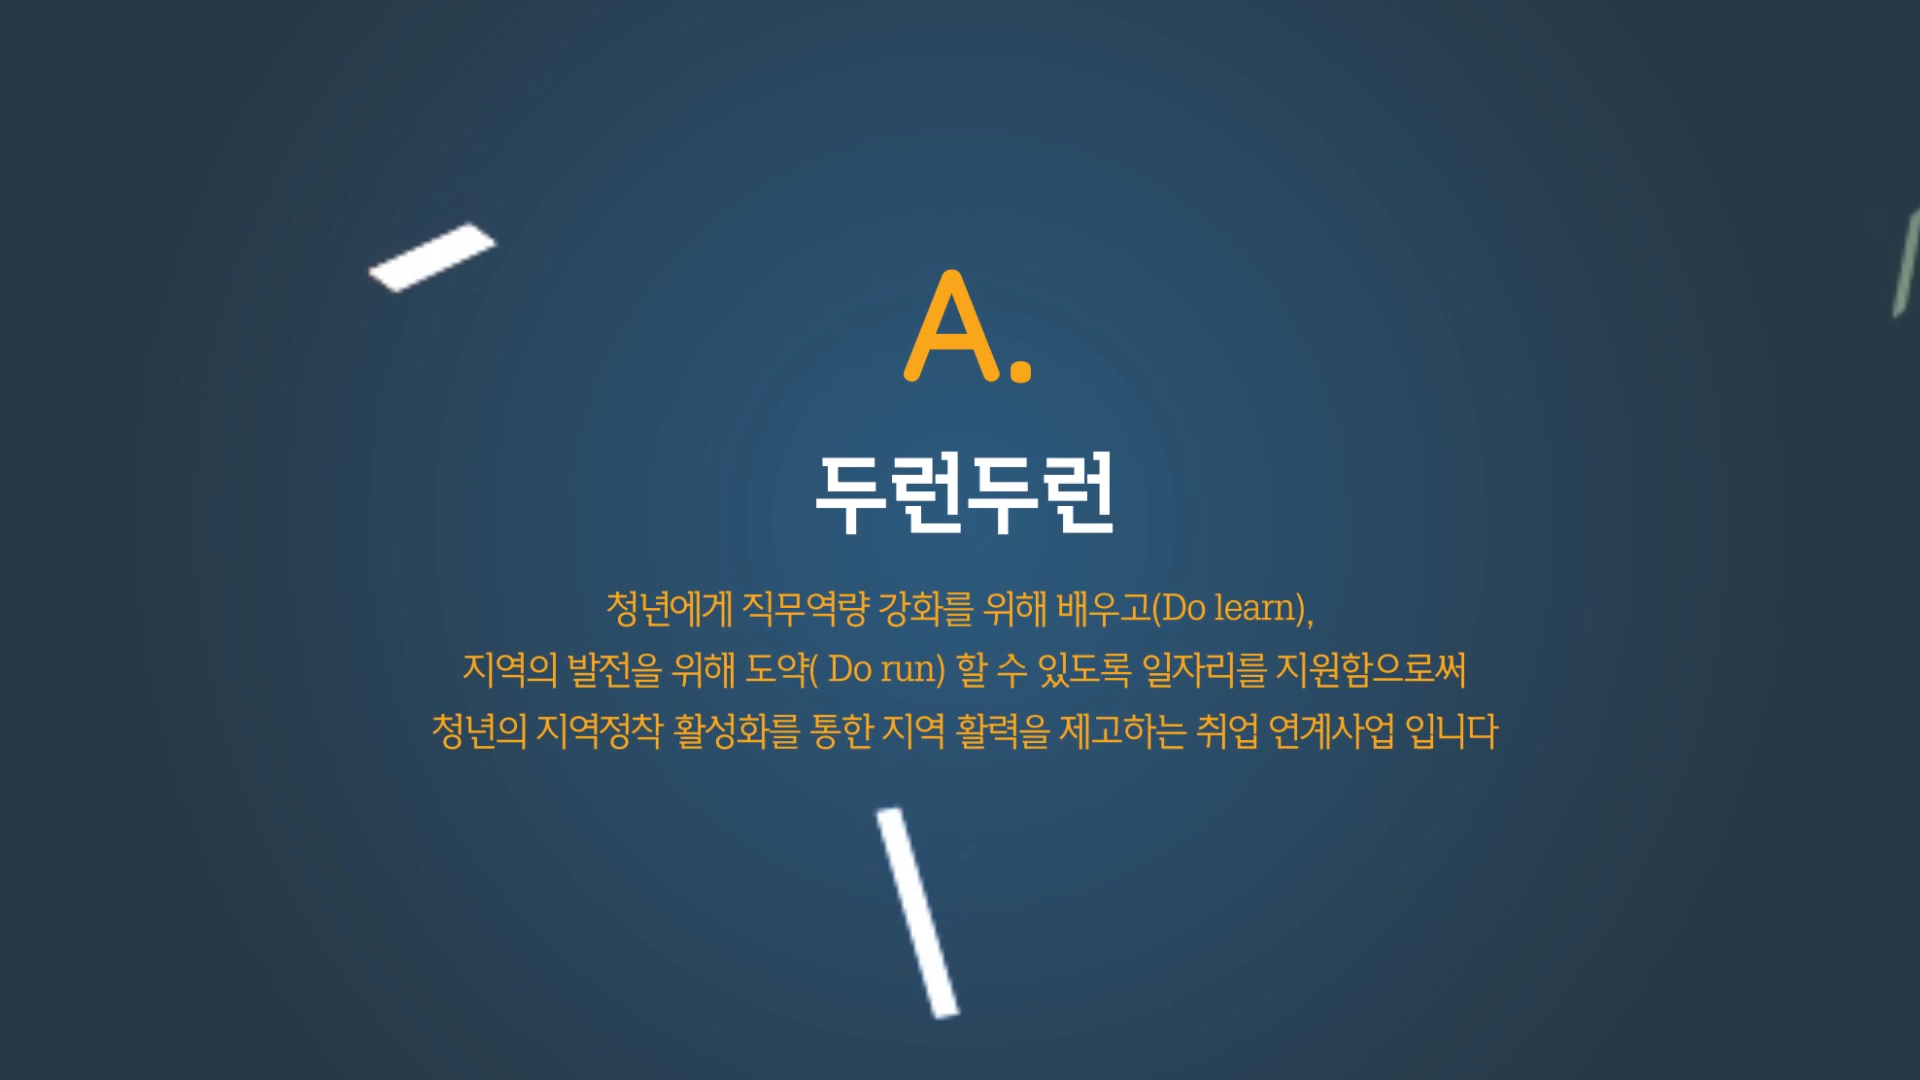 A.
두런두런
청년에게 직무역량 강화를 위해 배우고(Do learn),
지역의 발전을 위해 도약( Do run) 할 수 있도록 일자리를 지원함으로써
청년의 지역정착 활성화를 통한 지역 활력을 제고하는 취업 연계사업 입니다